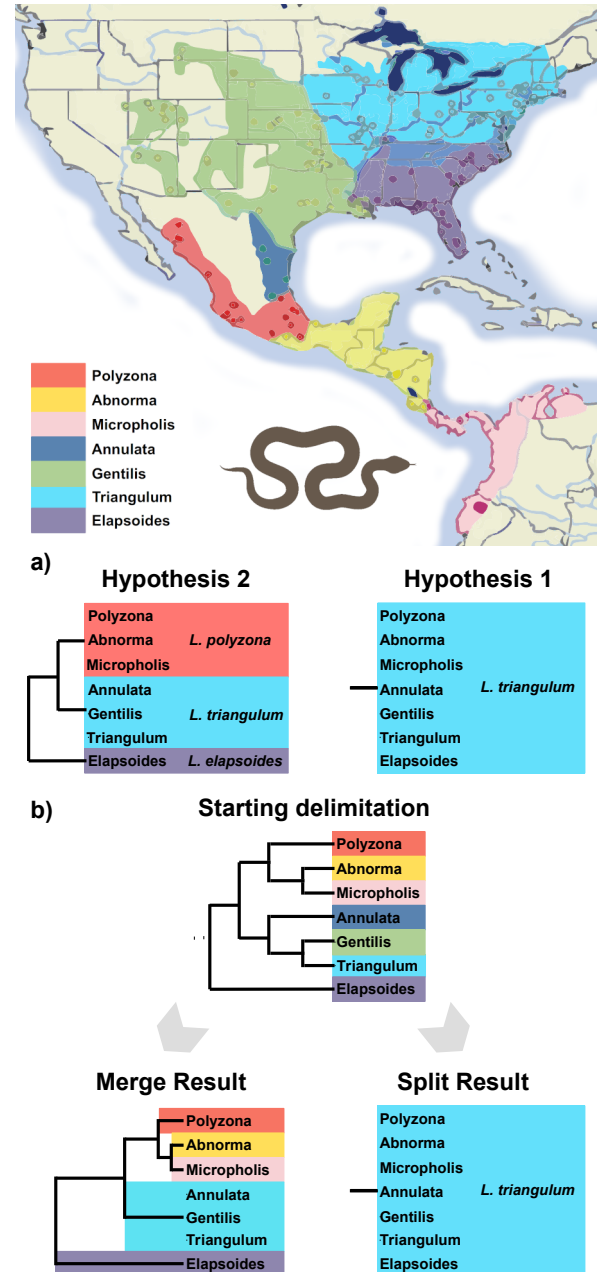 Polyzona
Abnorma
Micropholis
Annulata
Gentilis
Triangulum
Elapsoides
a)
Hypothesis 2
Hypothesis 1
Polyzona
Abnorma L. polyzona
Micropholis
Annulata
Gentilis L. triangulum
Triangulum
Elapsoides L. elapsoides
Polyzona
Abnorma
Micropholis
Annulata L. triangulum
Gentilis
Triangulum
Elapsoides
b)
Starting delimitation
Polyzona
Abnorma
Micropholis
Annulata
Gentilis
Triangulum
Elapsoides
Merge Result
Split Result
Polyzona
Abnorma
Micropholis
Annulata
Gentilis
Triangulum
Elapsoides
Polyzona
Abnorma
Micropholis
Annulata L. triangulum
Gentilis
Triangulum
Elapsoides